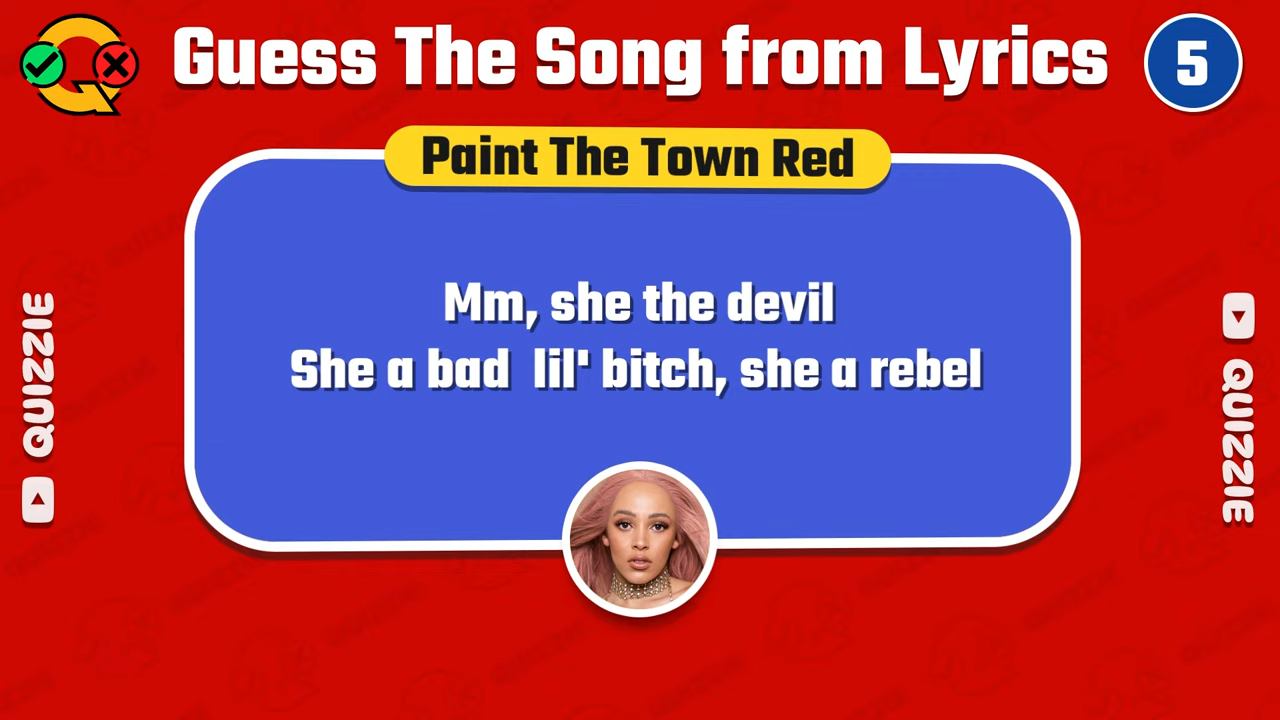 Guess The Song from Lyrics
5
Paint The Town Red
Mm, she the devil
She a bad  lil' bitch, she a rebel
QUIZZIE
QUIZZIE